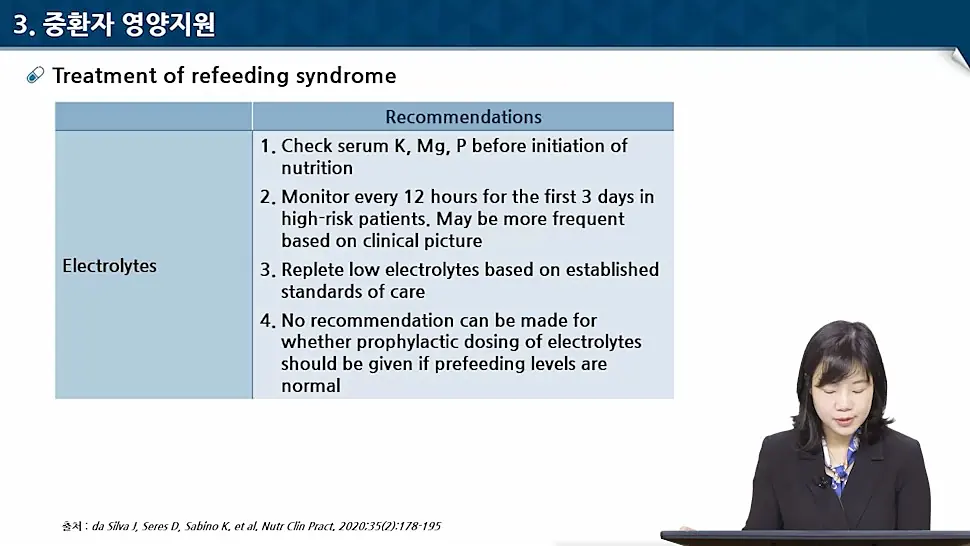 3. 중환자 영양지원
Treatment of refeeding syndrome
Recommendations
Electrolytes
1. Check serum K, Mg, P before initiation of
nutrition
2. Monitor every 12 hours for the first 3 days in
high-risk patients. May be more frequent
based on clinical picture
3. Replete low electrolytes based on established
standards of care
4. No recommendation can be made for
whether prophylactic dosing of electrolytes
should be given if prefeeding levels are
normal
출처 : da Silva J, Seres D, Sabino K, et al, Nutr Clin Pract, 2020:35(2):178-195